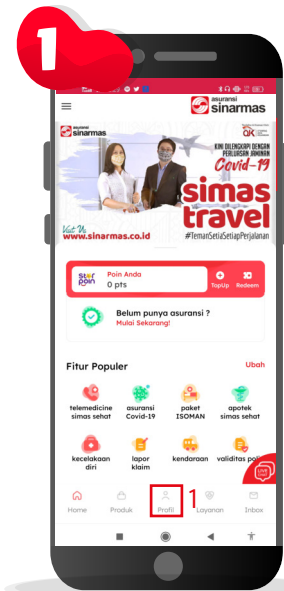 1
asuransi
sinarmas
asuransi
sinarmas
KINI DILENGKAPI DENGAN
PERLUASAN JAMINAN
Covid-19
simas
travel
#TemanSetiaSetiapPerjalanan
Visit Us
www.sinarmas.co.id
star
poin
Poin Anda
0 pts
TopUp
Redeem
Belum punya asuransi ?
Mulai Sekarang!
Fitur Populer
Ubah
telemedicine
simas sehat
asuransi
Covid-19
paket
ISOMAN
apotek
simas sehat
kecelakaan
diri
lapor
klaim
kendaraan
validitas
LIVE
Home
Produk
Profil
1
Layanan
Inbox